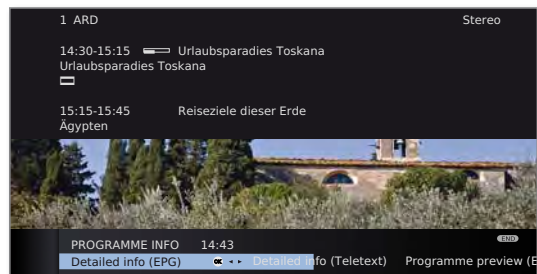 1 ARD Stereo
14:30-15:15 Urlaubsparadies Toskana
Urlaubsparadies Toskana
15:15-15:45 Reiseziele dieser Erde
Ägypten
END
PROGRAMME INFO 14:43
Detailed info (EPG) OK Detailed info (Teletext) Programme preview (E